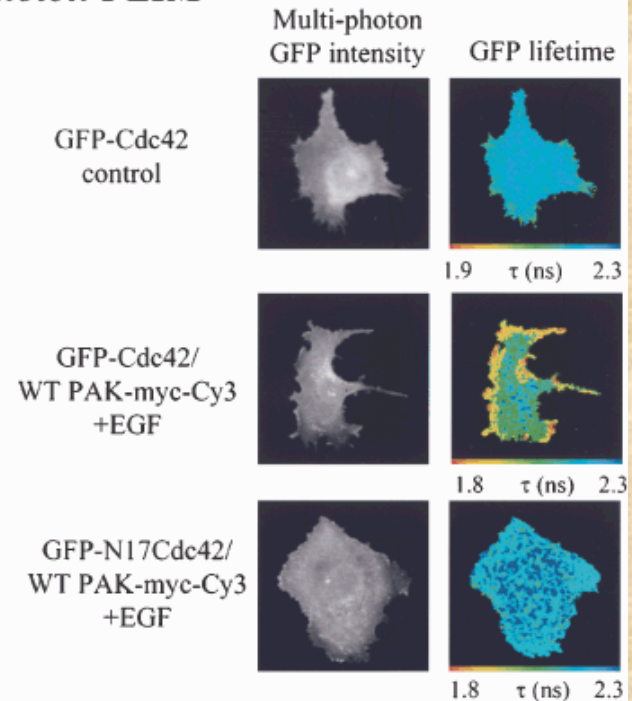 Multi-photon
GFP intensity
GFP lifetime
GFP-Cdc42
control
1.9 τ (ns) 2.3
GFP-Cdc42/
WT PAK-myc-Cy3
+EGF
1.8 τ (ns) 2.3
GFP-N17Cdc42/
WT PAK-myc-Cy3
+EGF
1.8 τ (ns) 2.3